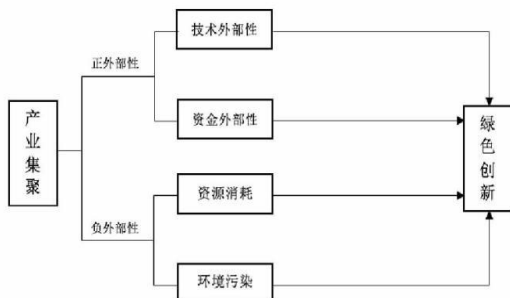 技术外部性
正外部性
资金外部性
产业集聚
绿色创新
资源消耗
负外部性
环境污染